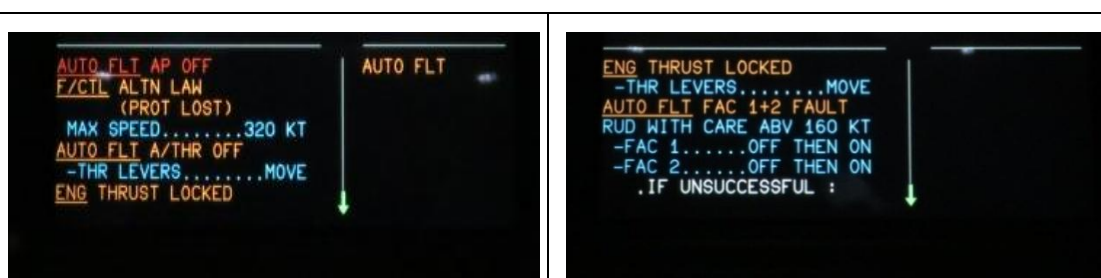 AUTO FLT AP OFF
F/CTL ALTN LAW
(PROT LOST)
MAX SPEED........320 KT
AUTO FLT A/THR OFF
-THR LEVERS........MOVE
ENG THRUST LOCKED
AUTO FLT
ENG THRUST LOCKED
-THR LEVERS........MOVE
AUTO FLT FAC 1+2 FAULT
RUD WITH CARE ABV 160 KT
-FAC 1......OFF THEN ON
-FAC 2......OFF THEN ON
.IF UNSUCCESSFUL :